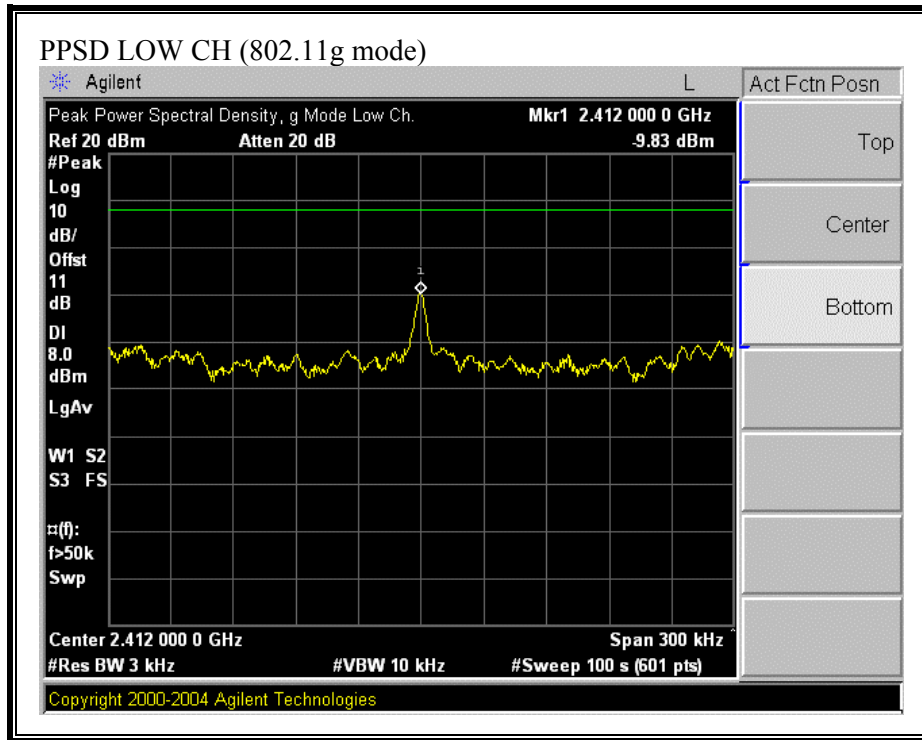 PPSD LOW CH (802.11g mode)
Agilent L
Act Fctn Posn
Peak Power Spectral Density, g Mode Low Ch. Mkr1 2.412 000 0 GHz
Ref 20 dBm Atten 20 dB -9.83 dBm
#Peak
Log
10
dB/
Offst
11
dB
DI
8.0
dBm
LgAv
W1 S2
S3 FS
¤(f):
f>50k
Swp
1
Center 2.412 000 0 GHz Span 300 kHz ^
#Res BW 3 kHz #VBW 10 kHz #Sweep 100 s (601 pts)
Top
Center
Bottom
Copyright 2000-2004 Agilent Technologies